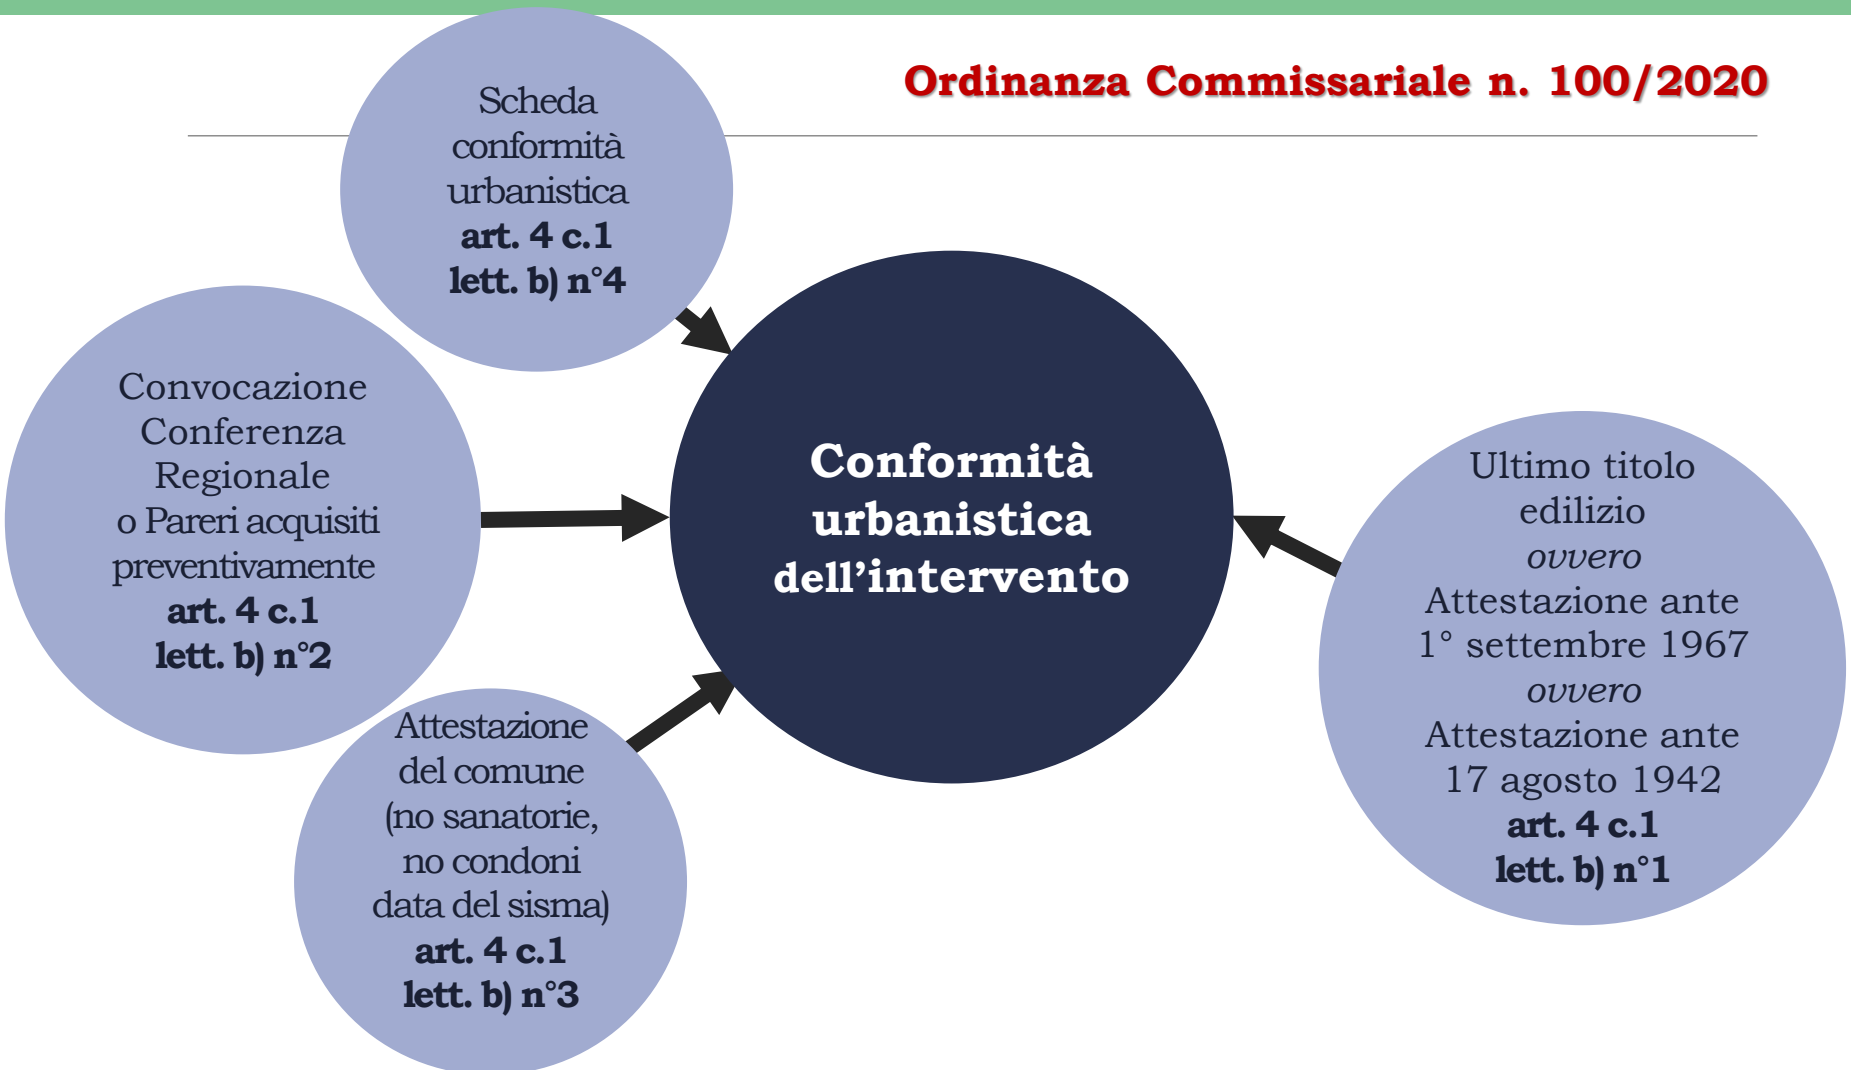 Ordinanza Commissariale n. 100/2020
Scheda
conformità
urbanistica
art. 4 c.1
lett. b) n°4
Convocazione
Conferenza
Regionale
o Pareri acquisiti
preventivamente
art. 4 c.1
lett. b) n°2
Attestazione
del comune
(no sanatorie,
no condoni
data del sisma)
art. 4 c.1
lett. b) n°3
Conformità
urbanistica
dell’intervento
Ultimo titolo
edilizio
ovvero
Attestazione ante
1° settembre 1967
ovvero
Attestazione ante
17 agosto 1942
art. 4 c.1
lett. b) n°1